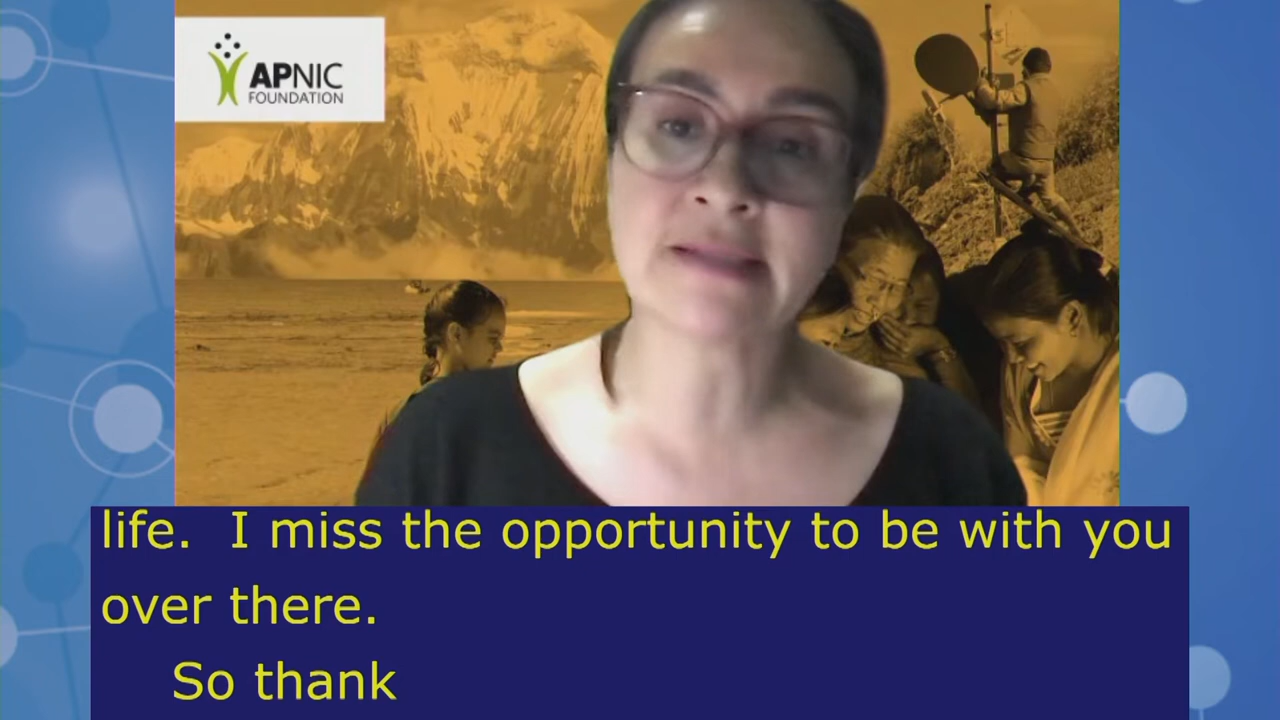 APNIC
FOUNDATION
life.  I miss the opportunity to be with you
over there.
So thank